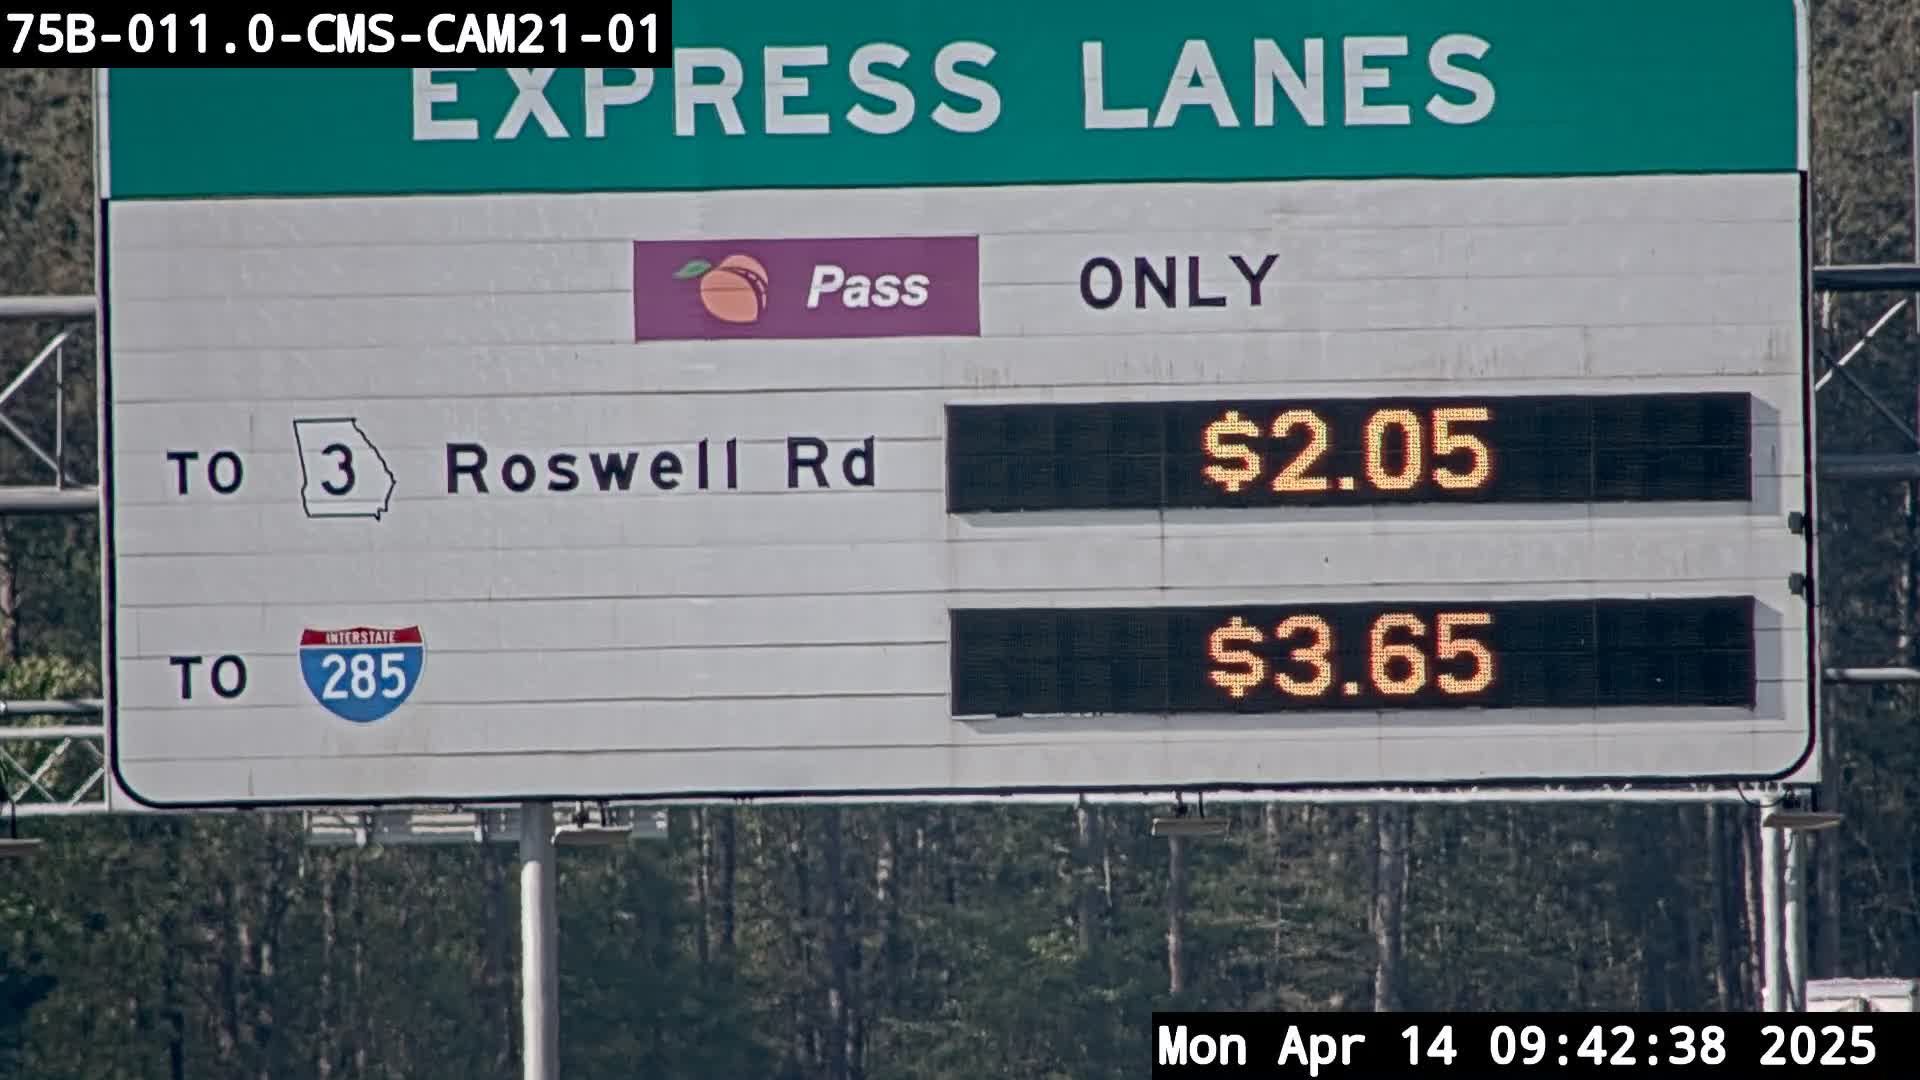 75B-011.0-CMS-CAM21-01
EXPRESS LANES
Pass ONLY
TO 3 Roswell Rd $2.05
TO INTERSTATE 285 $3.65
Mon Apr 14 09:42:38 2025